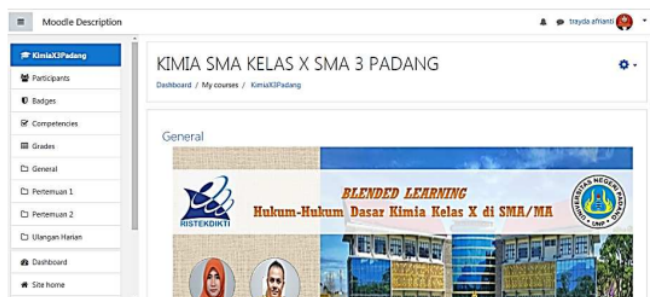 Moodle Description
trayda afrianti
KimiaX3Padang
Participants
Badges
Competencies
Grades
General
Pertemuan 1
Pertemuan 2
Ulangan Harian
Dashboard
Site home
KIMIA SMA KELAS X SMA 3 PADANG
Dashboard / My courses / KimiaX3Padang
General
BLENDED LEARNING
Hukum-Hukum Dasar Kimia Kelas X di SMA/MA
RISTEKDIKTI
UNIVERSITAS NEGERI PADANG
UNP